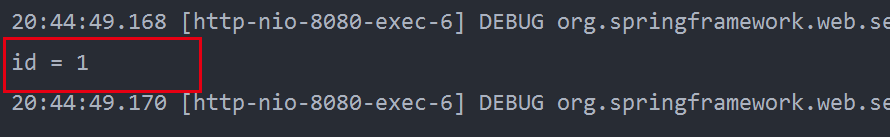 20:44:49.168 [http-nio-8080-exec-6] DEBUG org.springframework.web.se
id = 1
20:44:49.170 [http-nio-8080-exec-6] DEBUG org.springframework.web.se